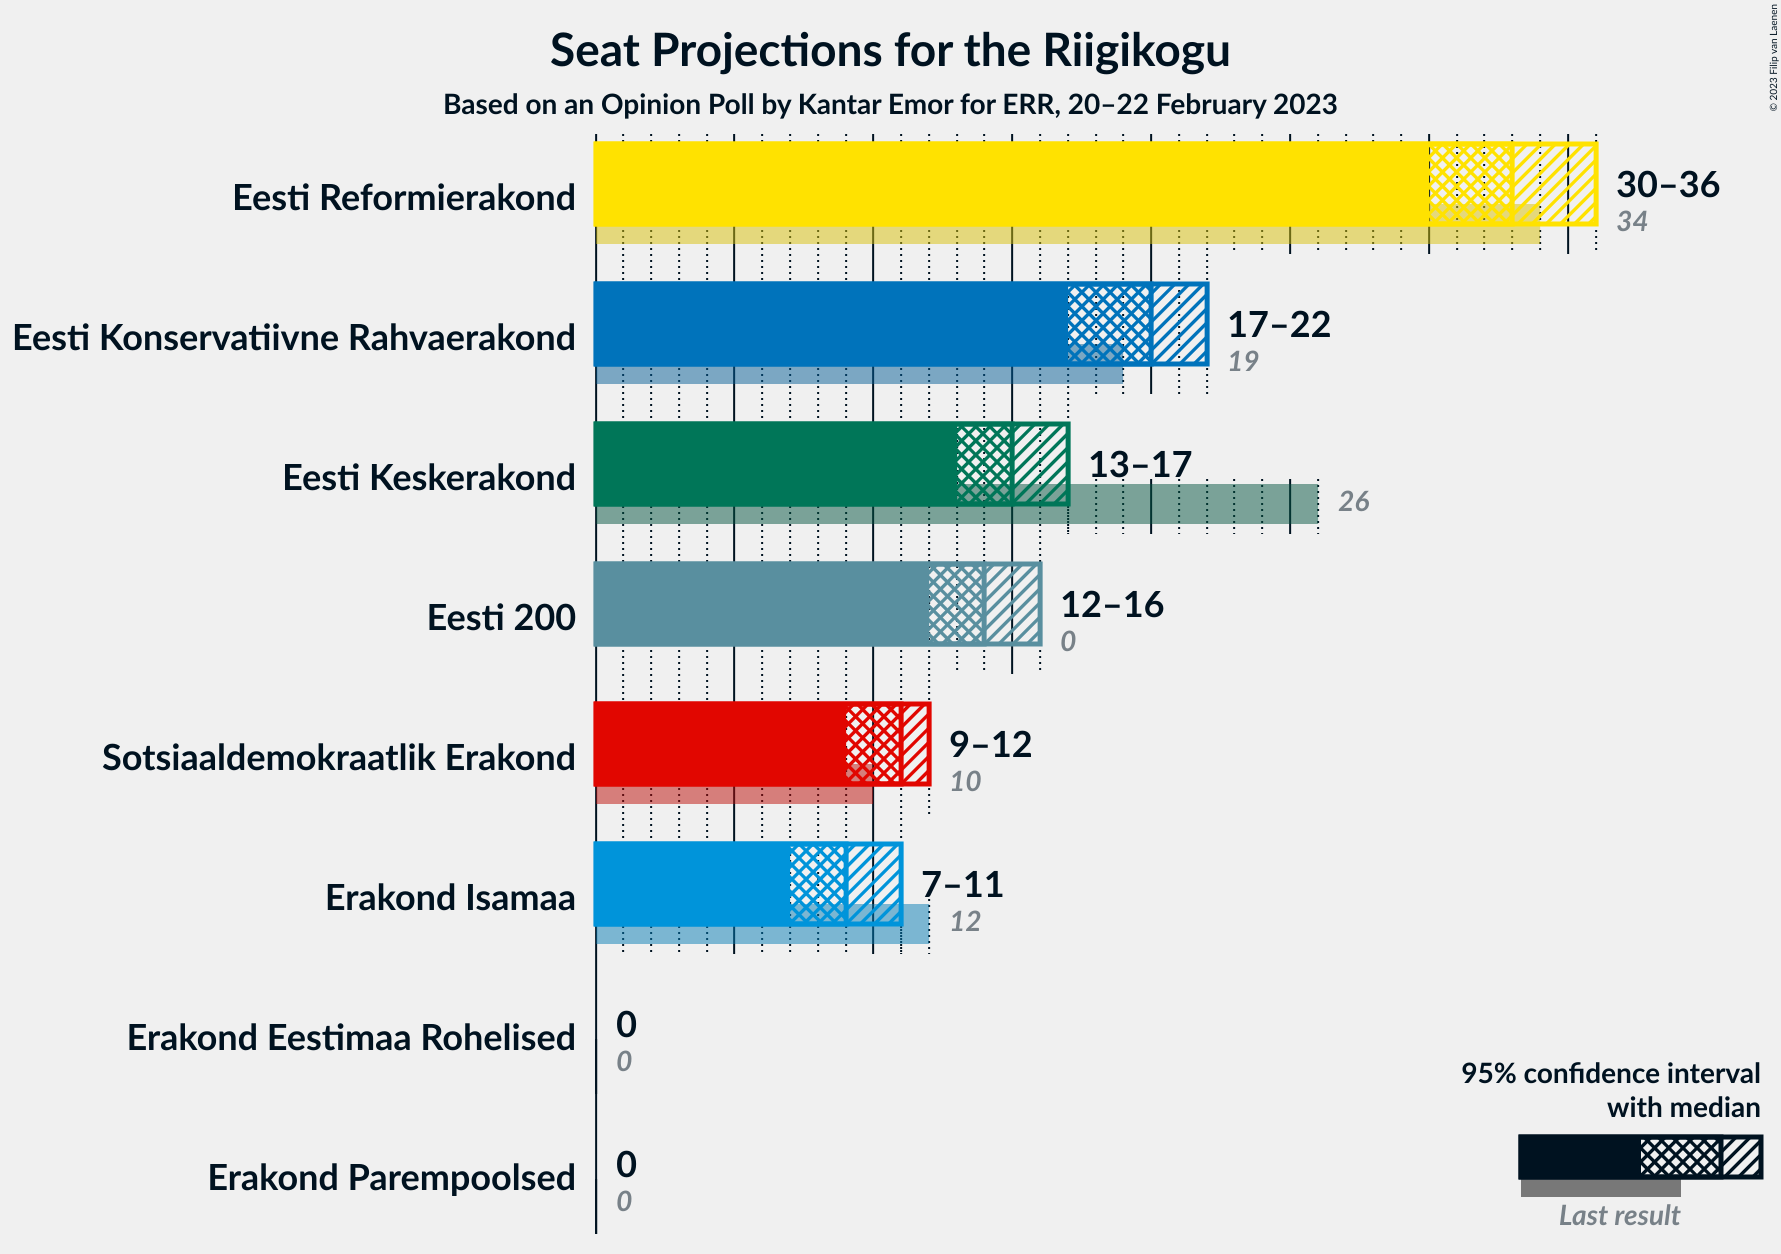 Seat Projections for the Riigikogu
Based on an Opinion Poll by Kantar Emor for ERR, 20–22 February 2023
© 2023 Filip van Laenen
Eesti Reformierakond
30–36
34
Eesti Konservatiivne Rahvaerakond
17–22
19
Eesti Keskerakond
13–17
26
Eesti 200
12–16
0
Sotsiaaldemokraatlik Erakond
9–12
10
Erakond Isamaa
7–11
12
Erakond Eestimaa Rohelised
0
0
Erakond Parempoolsed
0
0
95% confidence interval
with median
Last result